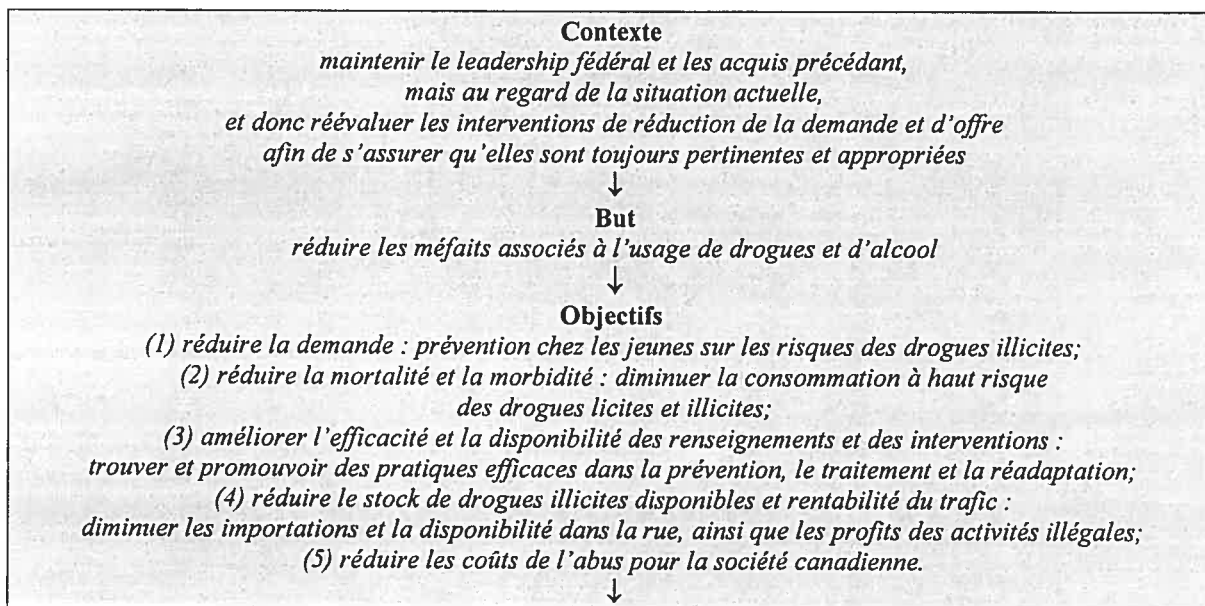 Contexte
maintenir le leadership fédéral et les acquis précédant,
mais au regard de la situation actuelle,
et donc réévaluer les interventions de réduction de la demande et d'offre
afin de s'assurer qu'elles sont toujours pertinentes et appropriées
↓
But
réduire les méfaits associés à l'usage de drogues et d'alcool
↓
Objectifs
(1) réduire la demande : prévention chez les jeunes sur les risques des drogues illicites;
(2) réduire la mortalité et la morbidité : diminuer la consommation à haut risque
des drogues licites et illicites;
(3) améliorer l'efficacité et la disponibilité des renseignements et des interventions :
trouver et promouvoir des pratiques efficaces dans la prévention, le traitement et la réadaptation;
(4) réduire le stock de drogues illicites disponibles et rentabilité du trafic :
diminuer les importations et la disponibilité dans la rue, ainsi que les profits des activités illégales;
(5) réduire les coûts de l'abus pour la société canadienne.
↓